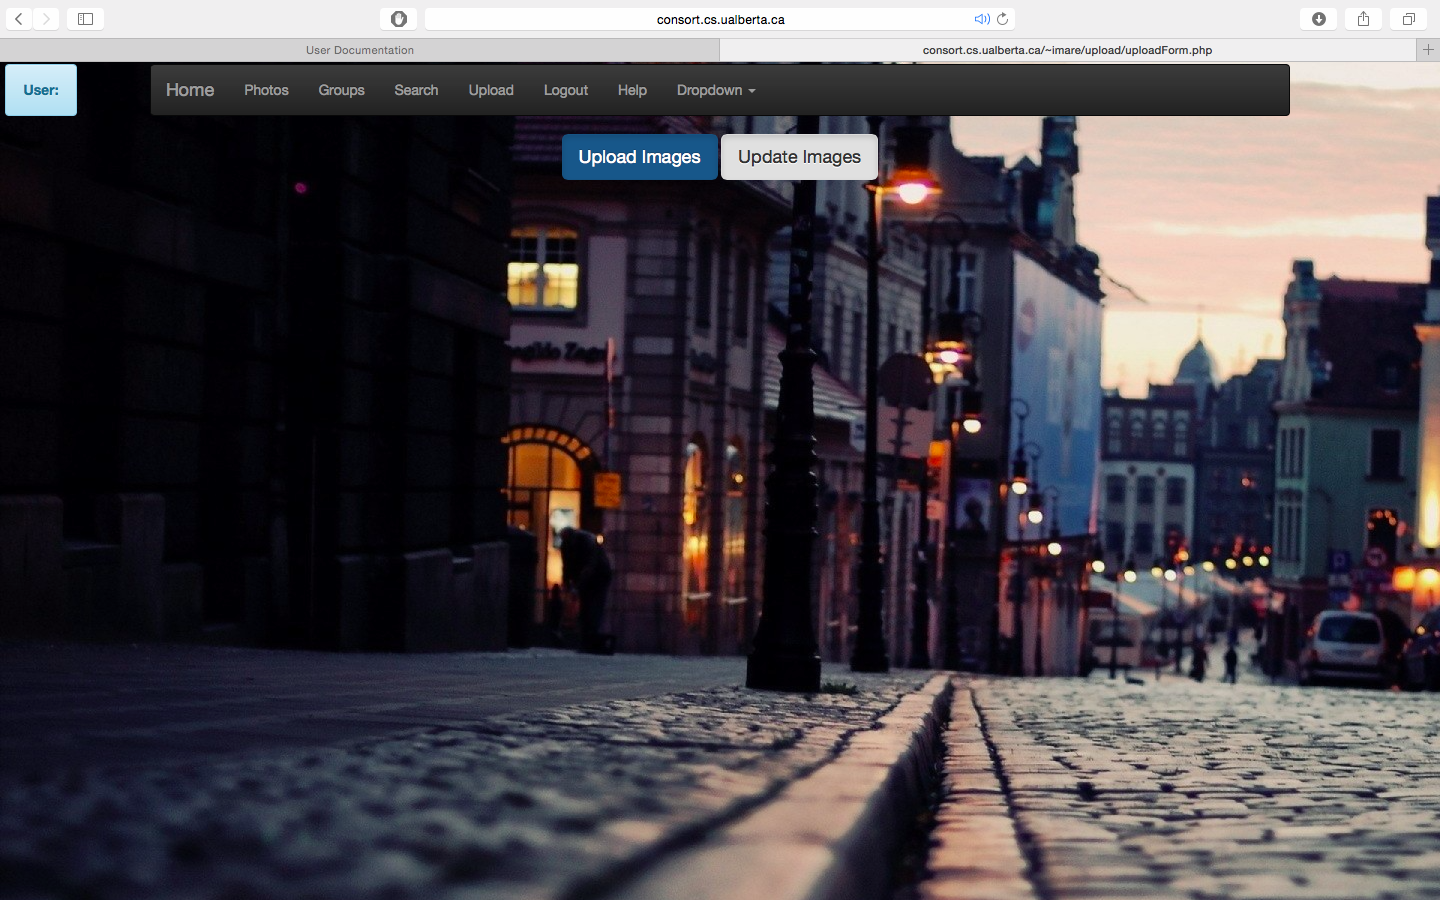 consort.cs.ualberta.ca
User Documentation
consort.cs.ualberta.ca/~imare/upload/uploadForm.php
User:
Home Photos Groups Search Upload Logout Help Dropdown
Upload Images Update Images